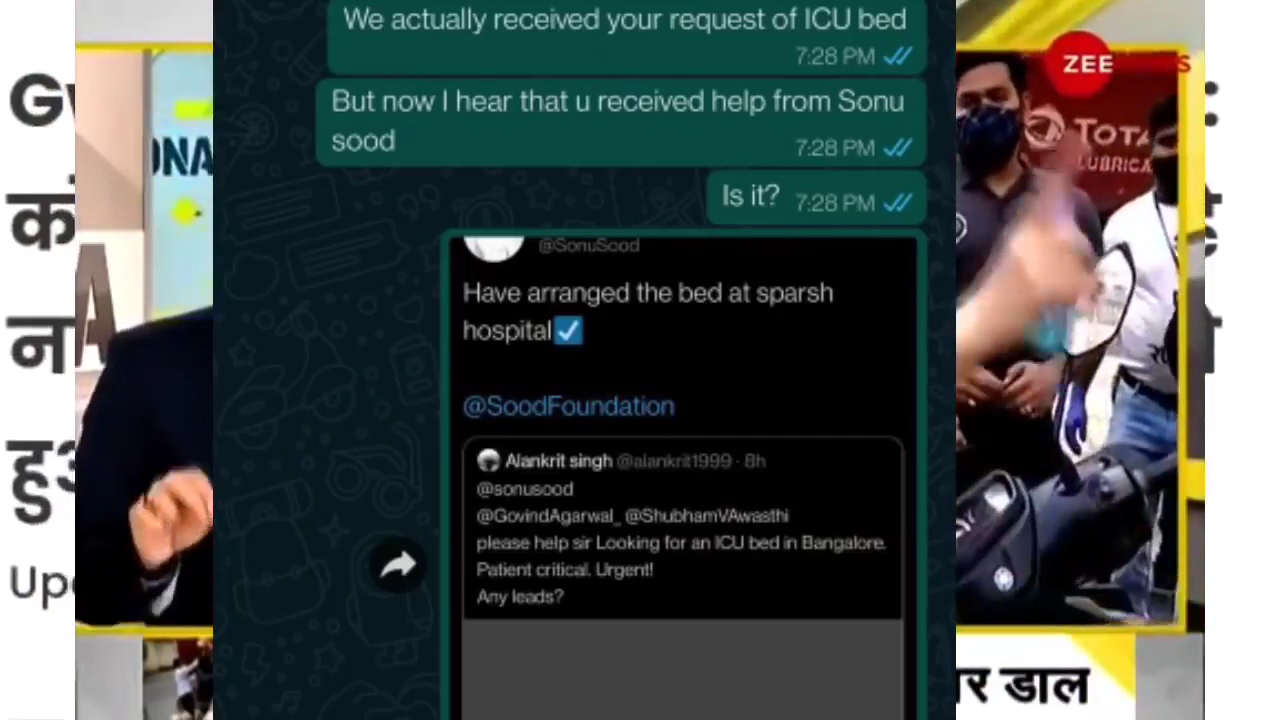 We actually received your request of ICU bed
7:28 PM
But now I hear that u received help from Sonu
sood
7:28 PM
Is it?
7:28 PM
@SonuSood
Have arranged the bed at sparsh
hospital
@SoodFoundation
Alankrit singh @alankrit1999 · 8h
@sonusood
@GovindAgarwal_ @ShubhamVAwasthi
please help sir Looking for an ICU bed in Bangalore.
Patient critical. Urgent!
Any leads?
ZEE
TOTA
LUBRICA
DNA
डाल